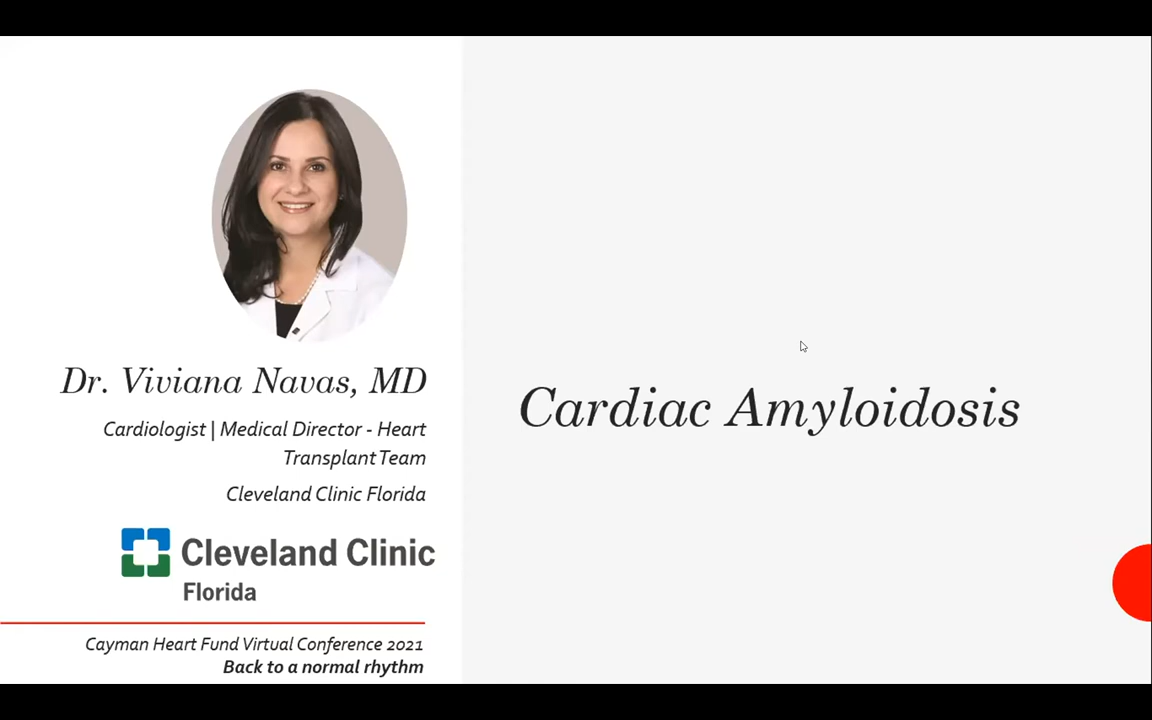 Dr. Viviana Navas, MD
Cardiologist | Medical Director - Heart
Transplant Team
Cleveland Clinic Florida
Cleveland Clinic
Florida
Cayman Heart Fund Virtual Conference 2021
Back to a normal rhythm
Cardiac Amyloidosis